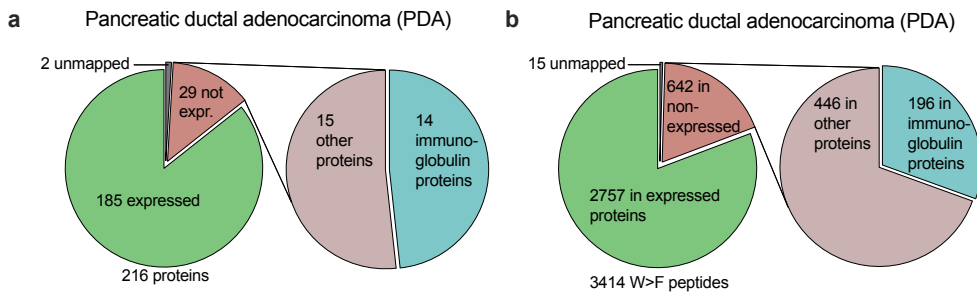 a
Pancreatic ductal adenocarcinoma (PDA)
2 unmapped
29 not
expr.
185 expressed
216 proteins
15
other
proteins
14
immuno-
globulin
proteins
b
Pancreatic ductal adenocarcinoma (PDA)
15 unmapped
642 in
non-
expressed
2757 in expressed
proteins
3414 W>F peptides
446 in
other
proteins
196 in
immuno-
globulin
proteins